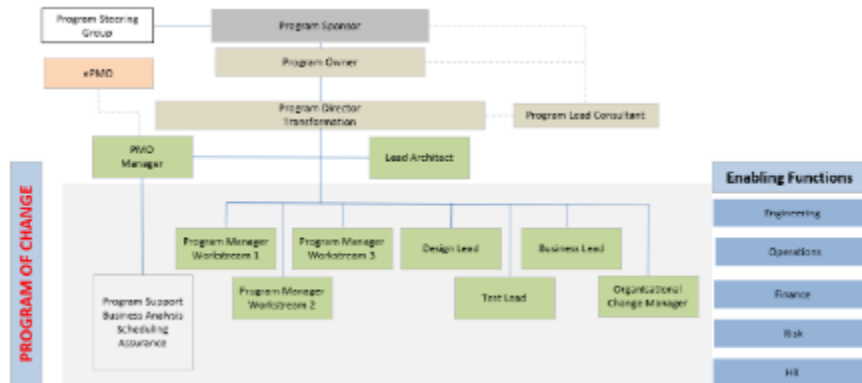 Program Steering
Group
Program Sponsor
ePMO
Program Owner
Program Director
Transformation
Program Lead Consultant
PMO
Manager
Lead Architect
PROGRAM OF CHANGE
Enabling Functions
Engineering
Operations
Finance
Risk
HR
Program Manager
Workstream 1
Program Manager
Workstream 3
Design Lead
Business Lead
Program Manager
Workstream 2
Test Lead
Organisational
Change Manager
Program Support
Business Analysis
Scheduling
Assurance